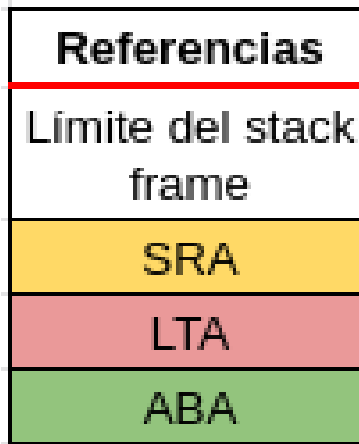 Referencias
Límite del stack
frame
SRA
LTA
ABA